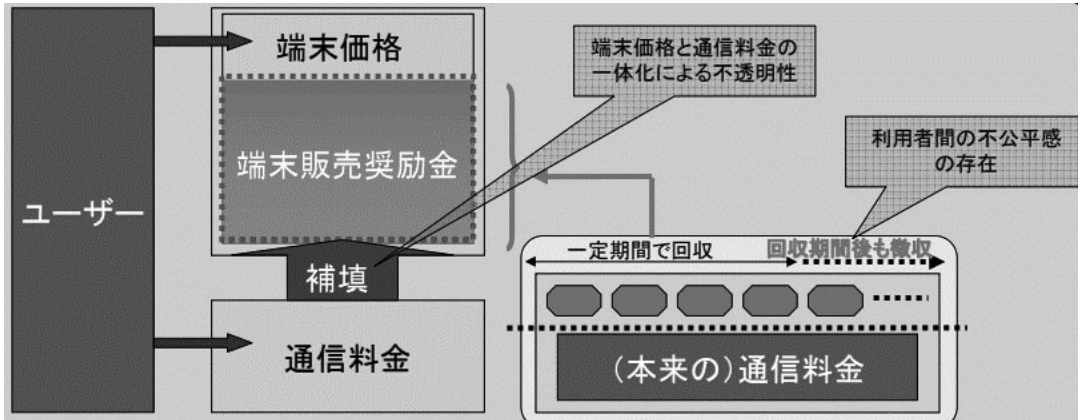 ユーザー
端末価格
端末販売奨励金
補填
通信料金
端末価格と通信料金の
一体化による不透明性
利用者間の不公平感
の存在
一定期間で回収
回収期間後も徴収
(本来の)通信料金